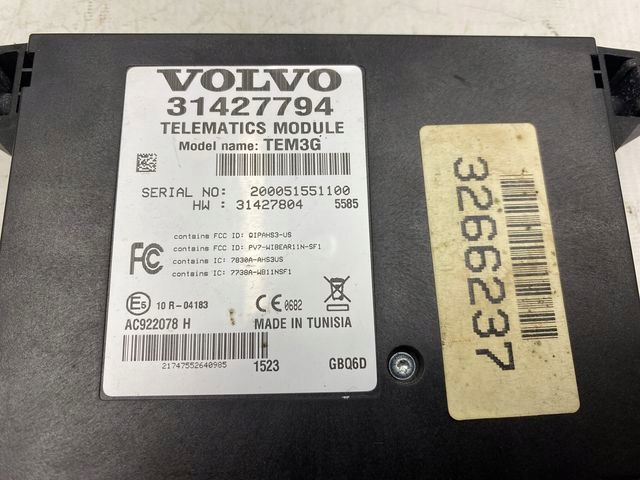 VOLVO
31427794
TELEMATICS MODULE
Model name: TEM3G
SERIAL NO: 200051551100
HW : 31427804 5585
contains FCC ID: QIPAHS3-US
contains FCC ID: PV7-WIBEAR11N-SF1
contains IC: 7830A-AHS3US
contains IC: 7738A-WB11NSF1
FC
E5 10 R-04183 CE 0682
AC922078 H MADE IN TUNISIA
21747552640985 1523 GBQ6D
32666237